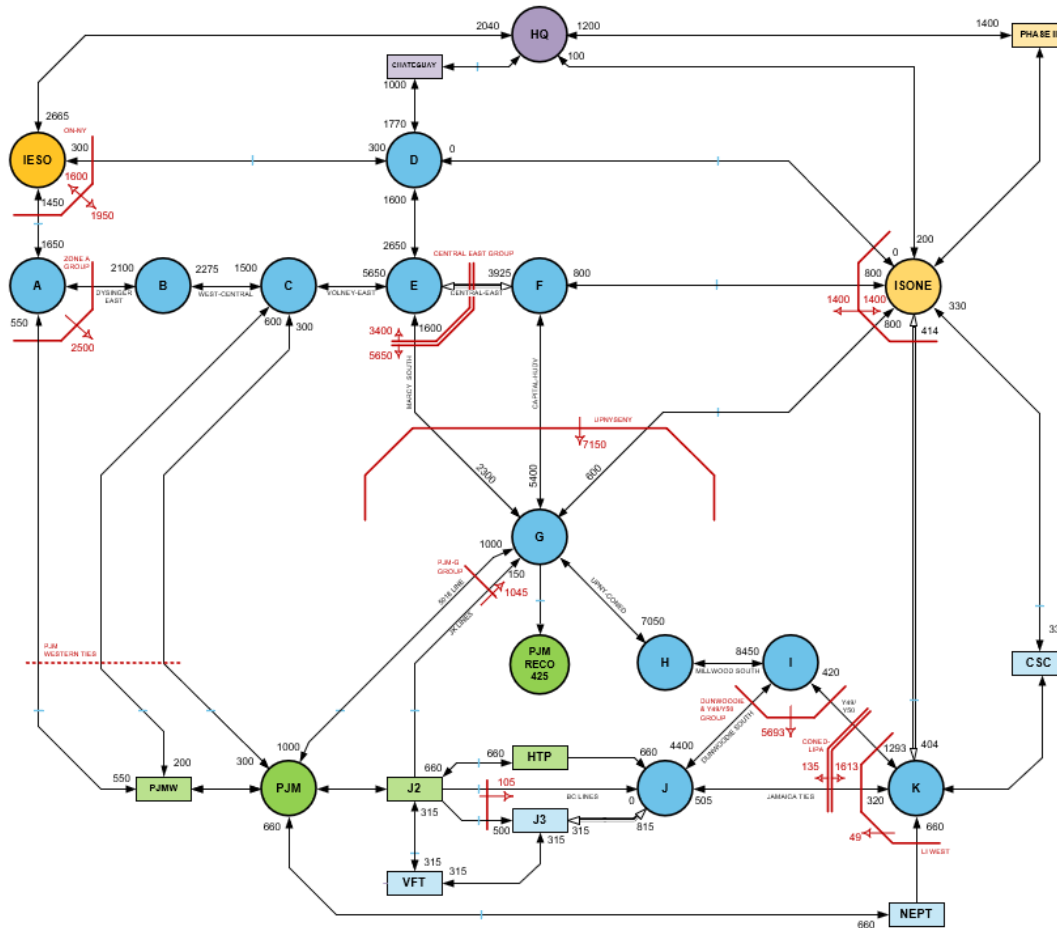 2040
HQ
1200
1400
PHASE II
CHATEGUAY
100
1000
2665
ON-NY
1770
IESO
300
300
D
0
1600
1950
1450
1600
1650
2650
CENTRAL EAST GROUP
0
200
A
ZONE A
GROUP
2100
B
2275
1500
C
5650
E
3925
F
800
800
ISONE
DYSINGER
EAST
WEST-CENTRAL
VOLNEY-EAST
CENTRAL-EAST
550
600
300
1400
1400
330
2500
3400
1600
800
414
5650
MARCY SOUTH
CAPITAL-HUDV
UPNYSENY
7150
2300
5400
600
G
1000
PJM-G
GROUP
150
1045
5018 LINE
JK LINES
UPNY-CONED
PJM
WESTERN TIES
PJM
RECO
425
7050
H
8450
MILLWOOD SOUTH
I
420
33
CSC
DUNWOODIE
& Y49/Y50
GROUP
DUNWOODIE SOUTH
5693
Y49/
Y50
CONED-
LIPA
1000
660
HTP
660
4400
1293
404
550
200
300
135
1613
PJMW
PJM
660
J2
105
BC LINES
0
J
505
JAMAICA TIES
320
K
315
500
J3
315
815
660
660
315
49
LI WEST
315
VFT
315
660
NEPT